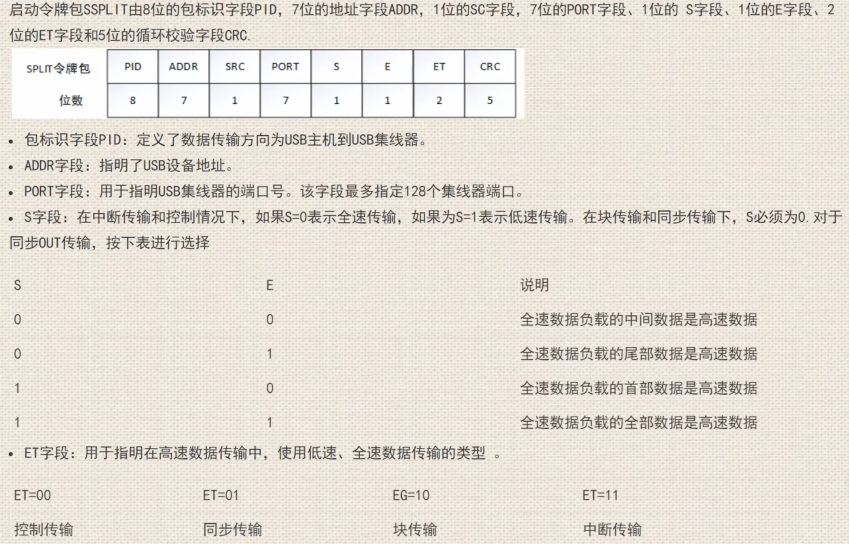 启动令牌包SSPLIT由8位的包标识字段PID，7位的地址字段ADDR，1位的SC字段，7位的PORT字段、1位的 S字段、1位的E字段、2
位的ET字段和5位的循环校验字段CRC.
SPLIT令牌包 PID ADDR SRC PORT S E ET CRC
位数 8 7 1 7 1 1 2 5
• 包标识字段PID：定义了数据传输方向为USB主机到USB集线器。
• ADDR字段：指明了USB设备地址。
• PORT字段：用于指明USB集线器的端口号。该字段最多指定128个集线器端口。
• S字段：在中断传输和控制情况下，如果S=0表示全速传输，如果为S=1表示低速传输。在块传输和同步传输下，S必须为0.对于
同步OUT传输，按下表进行选择
S E 说明
0 0 全速数据负载的中间数据是高速数据
0 1 全速数据负载的尾部数据是高速数据
1 0 全速数据负载的首部数据是高速数据
1 1 全速数据负载的全部数据是高速数据
• ET字段：用于指明在高速数据传输中，使用低速、全速数据传输的类型 。
ET=00 ET=01 EG=10 ET=11
控制传输 同步传输 块传输 中断传输